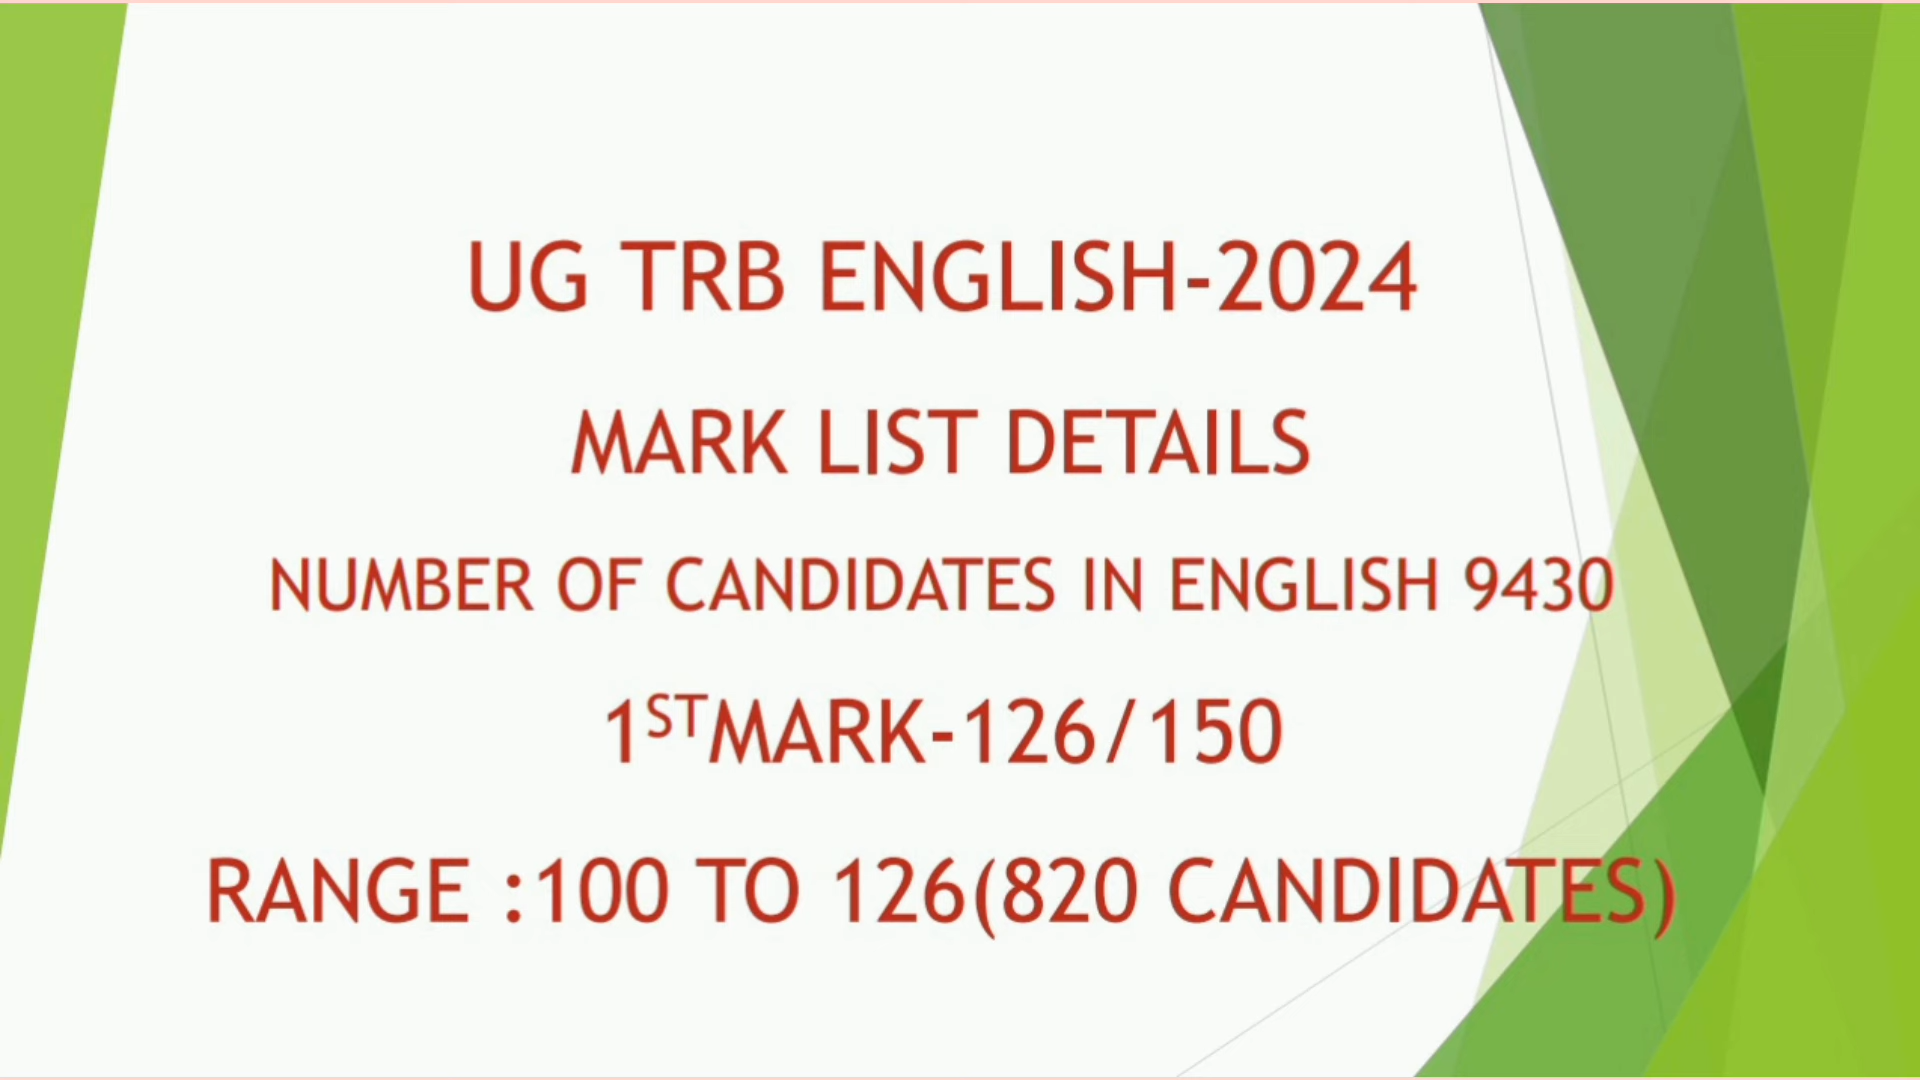 UG TRB ENGLISH-2024
MARK LIST DETAILS
NUMBER OF CANDIDATES IN ENGLISH 9430
1STMARK-126/150
RANGE :100 TO 126(820 CANDIDATES)